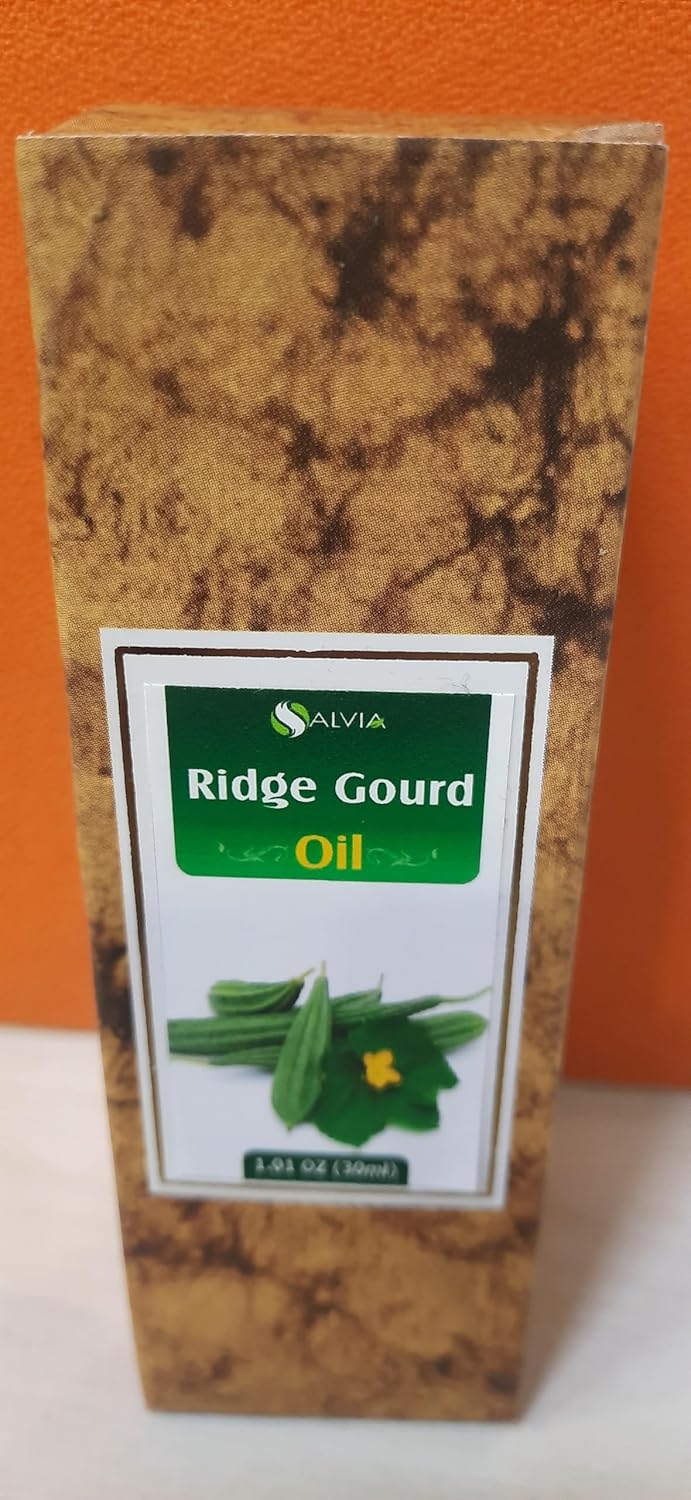 SALVIA
Ridge Gourd
Oil
1.01 OZ (30ml)